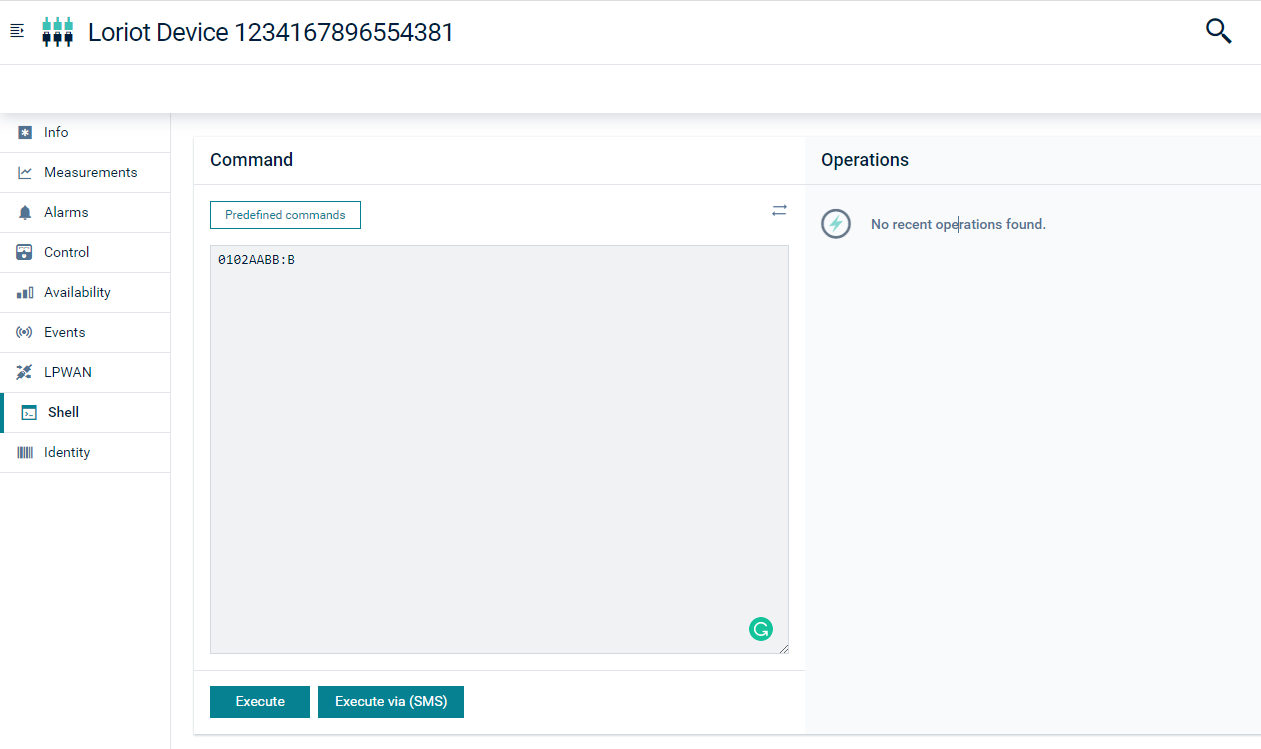 Loriot Device 1234167896554381
Info
Measurements
Alarms
Control
Availability
Events
LPWAN
Shell
Identity
Command
Predefined commands
0102AABB:B
Execute
Execute via (SMS)
Operations
No recent operations found.